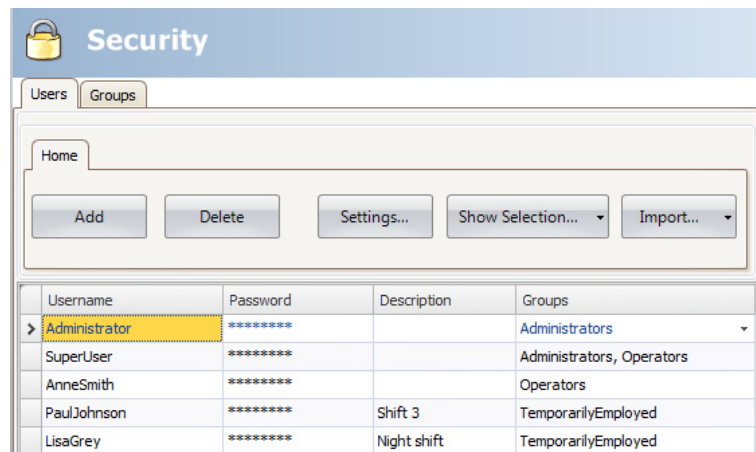 Security
Users Groups
Home
Add Delete Settings... Show Selection... Import...
Username Password Description Groups
Administrator ******** Administrators
SuperUser ******** Administrators, Operators
AnneSmith ******** Operators
PaulJohnson ******** Shift 3 TemporarilyEmployed
LisaGrey ******** Night shift TemporarilyEmployed